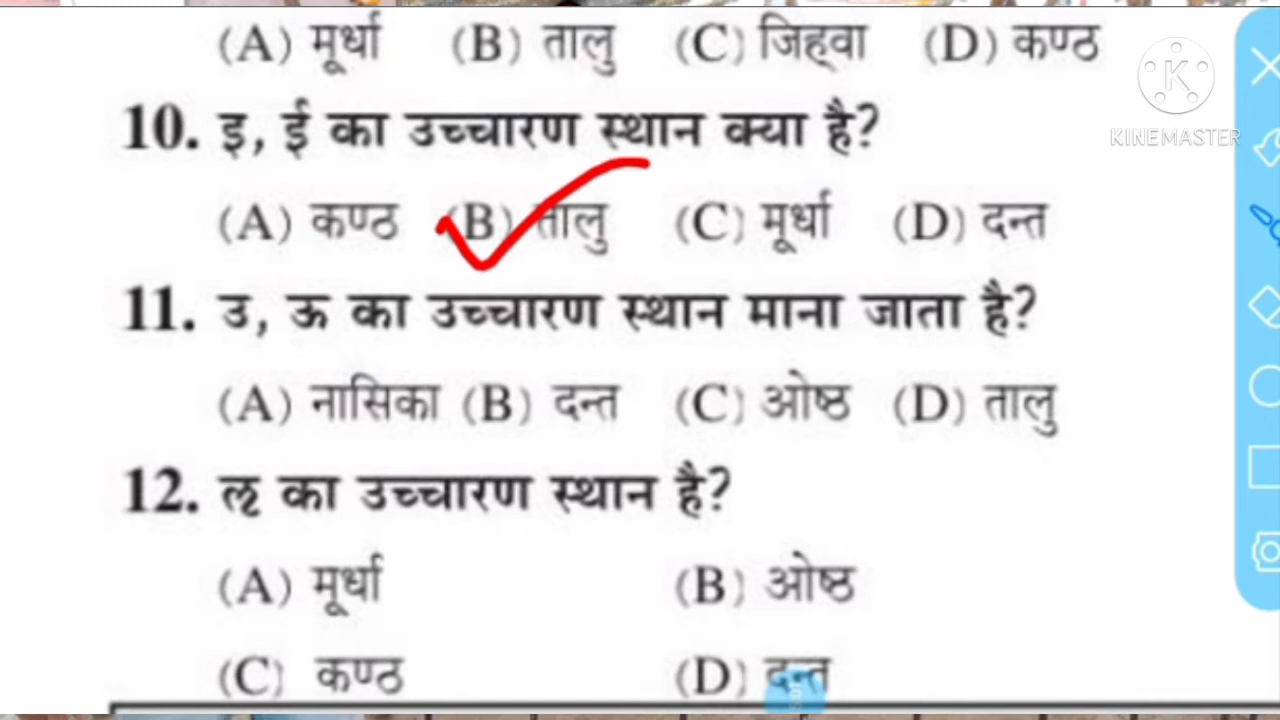 (A) मूर्धा (B) तालु (C) जिह्वा (D) कण्ठ
10. इ, ई का उच्चारण स्थान क्या है?
(A) कण्ठ (B) तालु (C) मूर्धा (D) दन्त
11. उ, ऊ का उच्चारण स्थान माना जाता है?
(A) नासिका (B) दन्त (C) ओष्ठ (D) तालु
12. ऌ का उच्चारण स्थान है?
(A) मूर्धा (B) ओष्ठ
(C) कण्ठ (D) दन्त
K
KINEMASTER